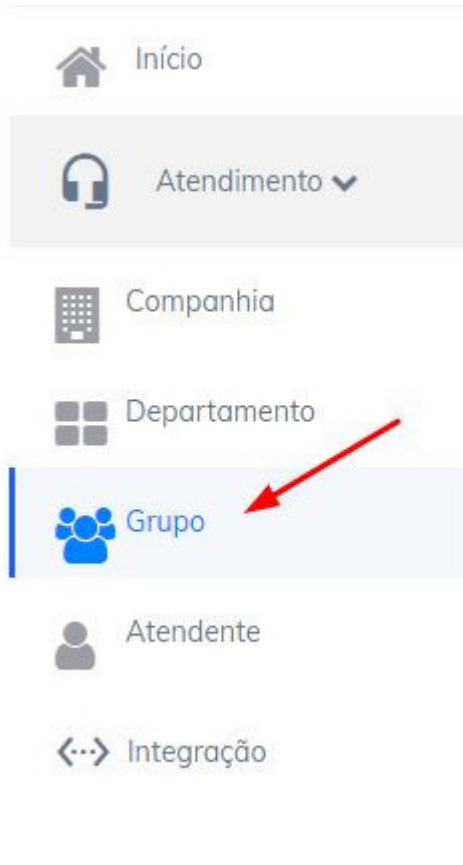 Início
Atendimento
Companhia
Departamento
Grupo
Atendente
Integração